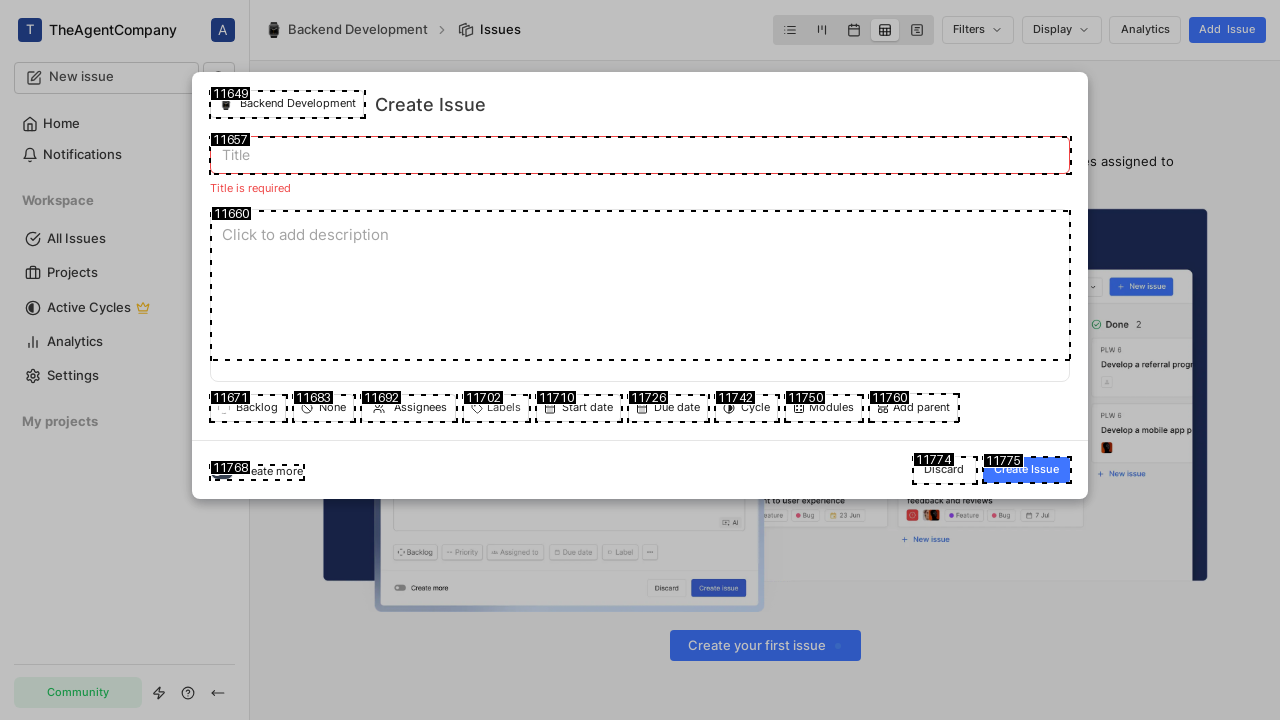 T TheAgentCompany A
Backend Development > Issues
Filters
Display
Analytics
Add Issue
New issue
Home
Notifications
Workspace
All Issues
Projects
Active Cycles
Analytics
Settings
My projects
Community
11649
Backend Development
Create Issue
11657
Title
Title is required
11660
Click to add description
11671
Backlog
11683
None
11692
Assignees
11702
Labels
11710
Start date
11726
Due date
11742
Cycle
11750
Modules
11760
Add parent
11768
eate more
11774
Discard
11775
Create Issue
s assigned to
New issue
Done 2
PLW 6
Develop a referral progr
A
PLW 6
Develop a mobile app p
New issue
t to user experience
Feature
Bug
23 Jun
New issue
feedback and reviews
Feature
Bug
7 Jul
New issue
AI
Backlog
Priority
Assigned to
Due date
Label
Create more
Discard
Create issue
Create your first issue